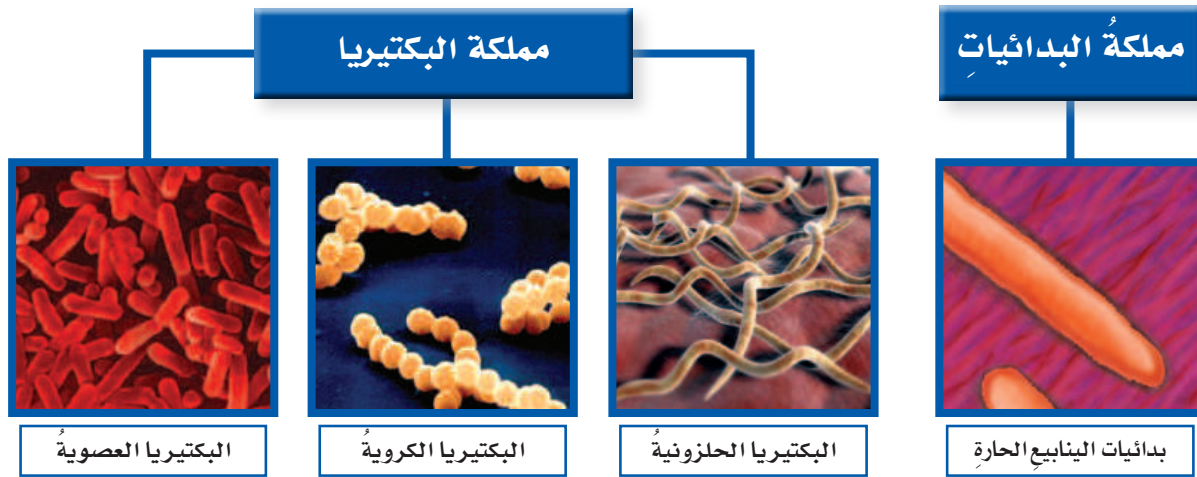 مملكةُ البدائياتِ
مملكة البكتيريا
بدائيات الينابيعِ الحارةِ
البكتيريا الحلزونيةُ
البكتيريا الكرويةُ
البكتيريا العصويةُ